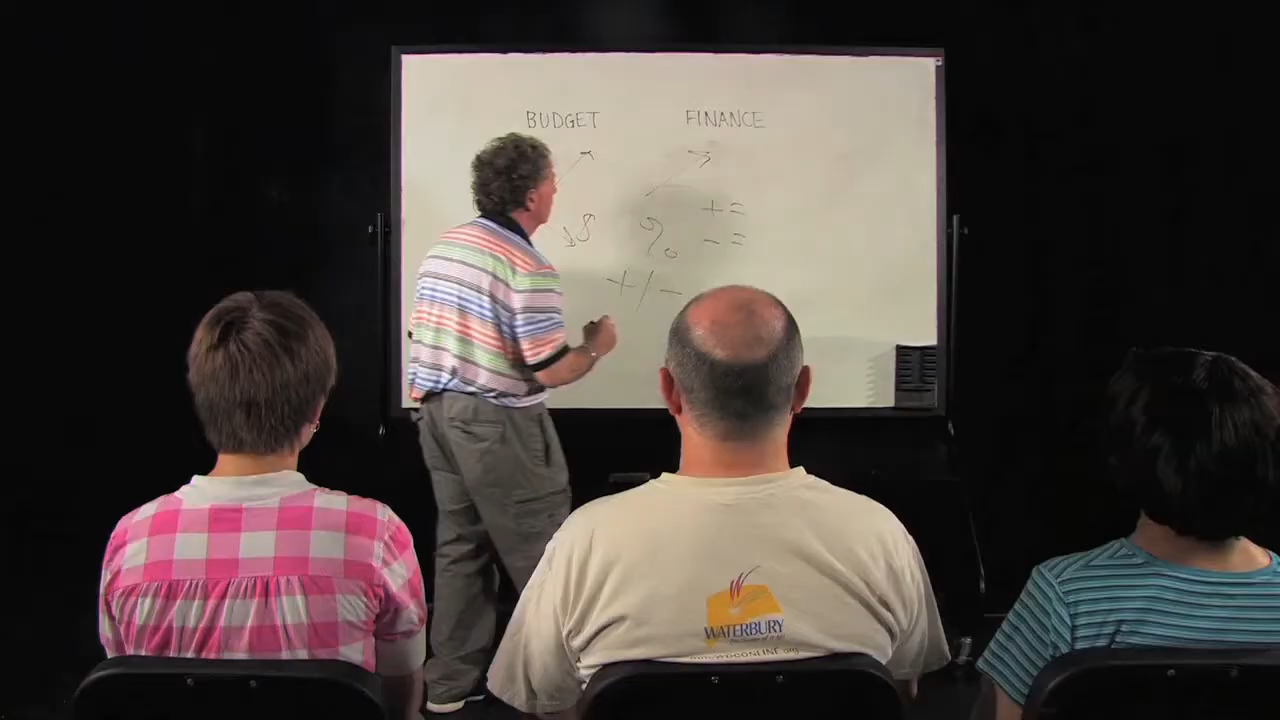 BUDGET FINANCE
$ % + =
- =
+/-
WATERBURY